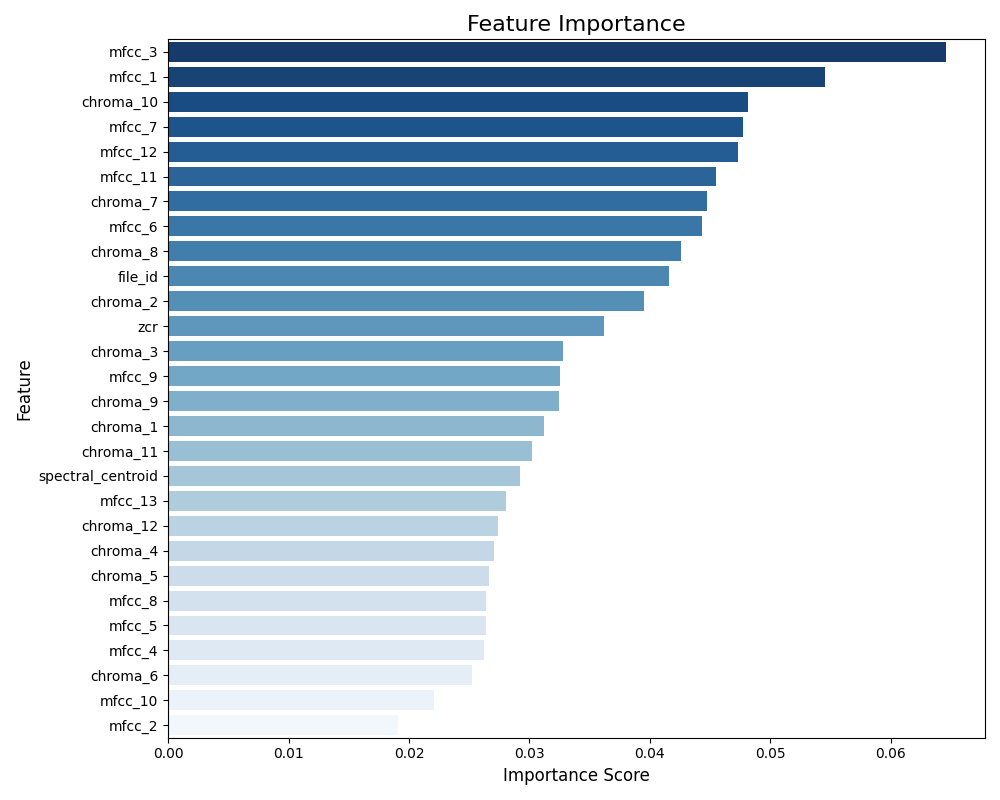 Feature Importance
mfcc_3
mfcc_1
chroma_10
mfcc_7
mfcc_12
mfcc_11
chroma_7
mfcc_6
chroma_8
file_id
chroma_2
zcr
chroma_3
mfcc_9
chroma_9
chroma_1
chroma_11
spectral_centroid
mfcc_13
chroma_12
chroma_4
chroma_5
mfcc_8
mfcc_5
mfcc_4
chroma_6
mfcc_10
mfcc_2
Feature
0.00 0.01 0.02 0.03 0.04 0.05 0.06
Importance Score